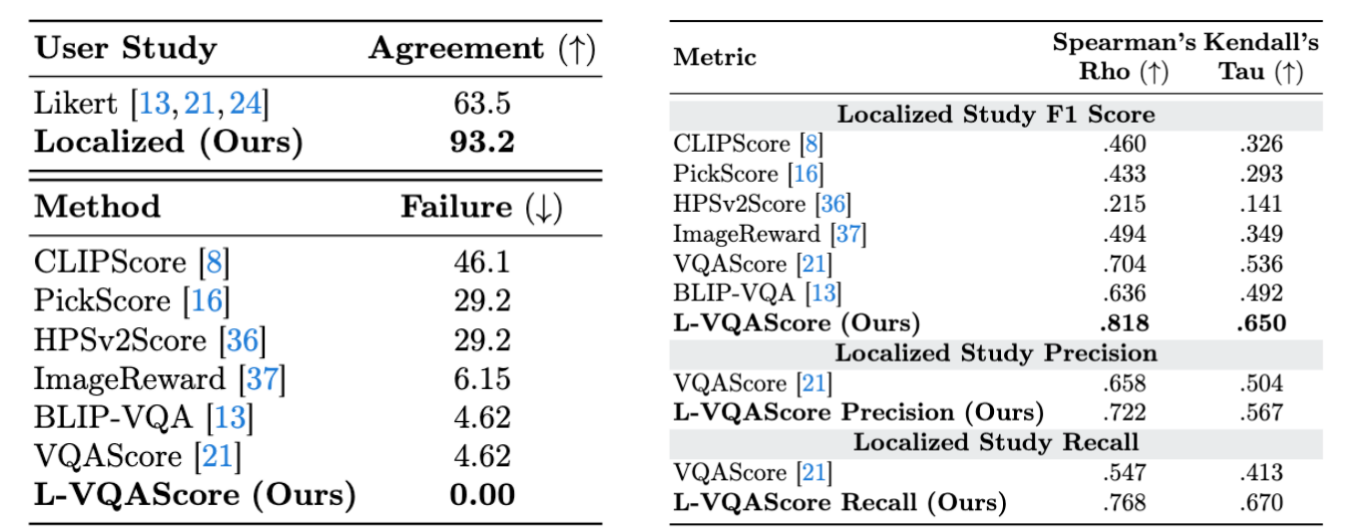 User Study Agreement (↑)
Likert [13, 21, 24] 63.5
Localized (Ours) 93.2
Method Failure (↓)
CLIPScore [8] 46.1
PickScore [16] 29.2
HPSv2Score [36] 29.2
ImageReward [37] 6.15
BLIP-VQA [13] 4.62
VQAScore [21] 4.62
L-VQAScore (Ours) 0.00
Metric Spearman's Rho (↑) Kendall's Tau (↑)
Localized Study F1 Score
CLIPScore [8] .460 .326
PickScore [16] .433 .293
HPSv2Score [36] .215 .141
ImageReward [37] .494 .349
VQAScore [21] .704 .536
BLIP-VQA [13] .636 .492
L-VQAScore (Ours) .818 .650
Localized Study Precision
VQAScore [21] .658 .504
L-VQAScore Precision (Ours) .722 .567
Localized Study Recall
VQAScore [21] .547 .413
L-VQAScore Recall (Ours) .768 .670